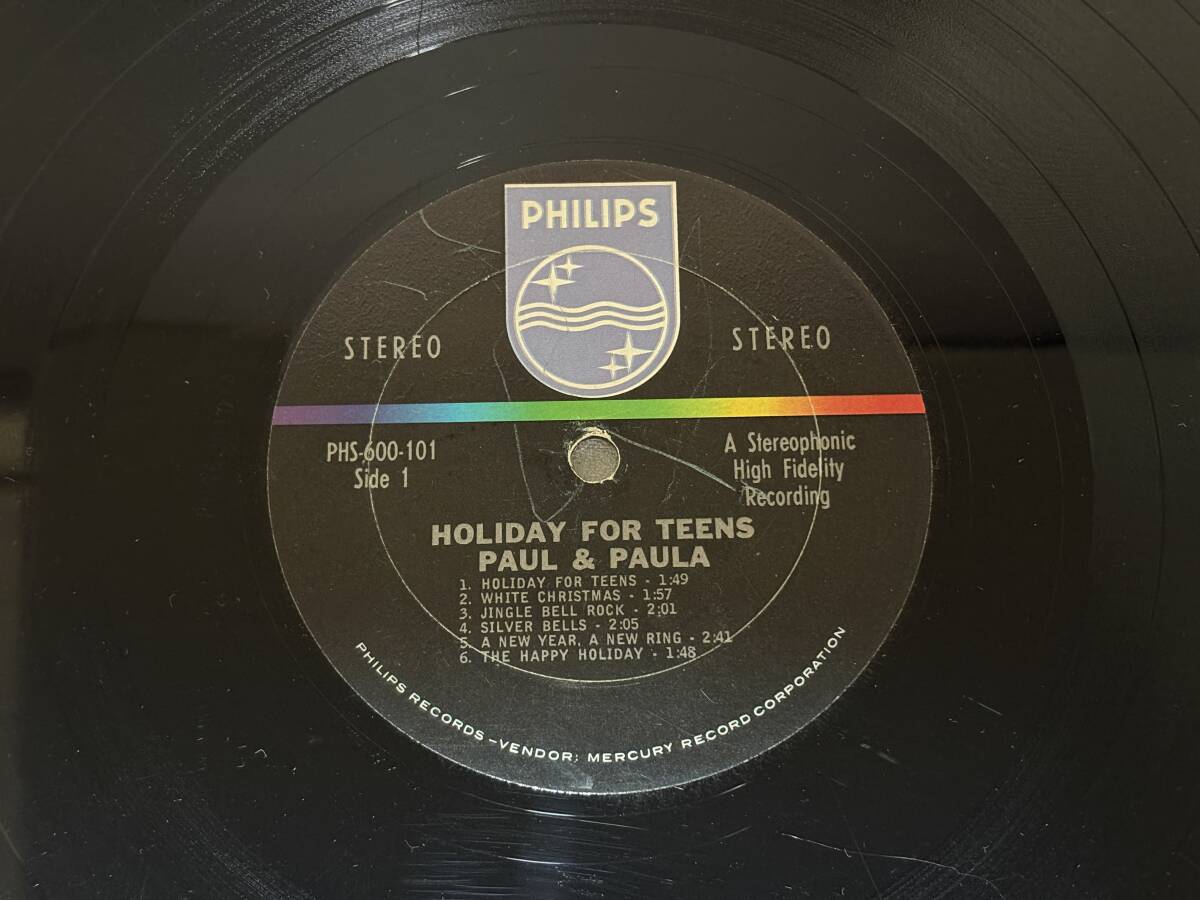 PHILIPS
STEREO
STEREO
PHS-600-101
Side 1
A Stereophonic
High Fidelity
Recording
HOLIDAY FOR TEENS
PAUL & PAULA
1. HOLIDAY FOR TEENS - 1:49
2. WHITE CHRISTMAS - 1:57
3. JINGLE BELL ROCK - 2:01
4. SILVER BELLS - 2:05
5. A NEW YEAR, A NEW RING - 2:41
6. THE HAPPY HOLIDAY - 1:48
PHILIPS RECORDS—VENDOR: MERCURY RECORD CORPORATION